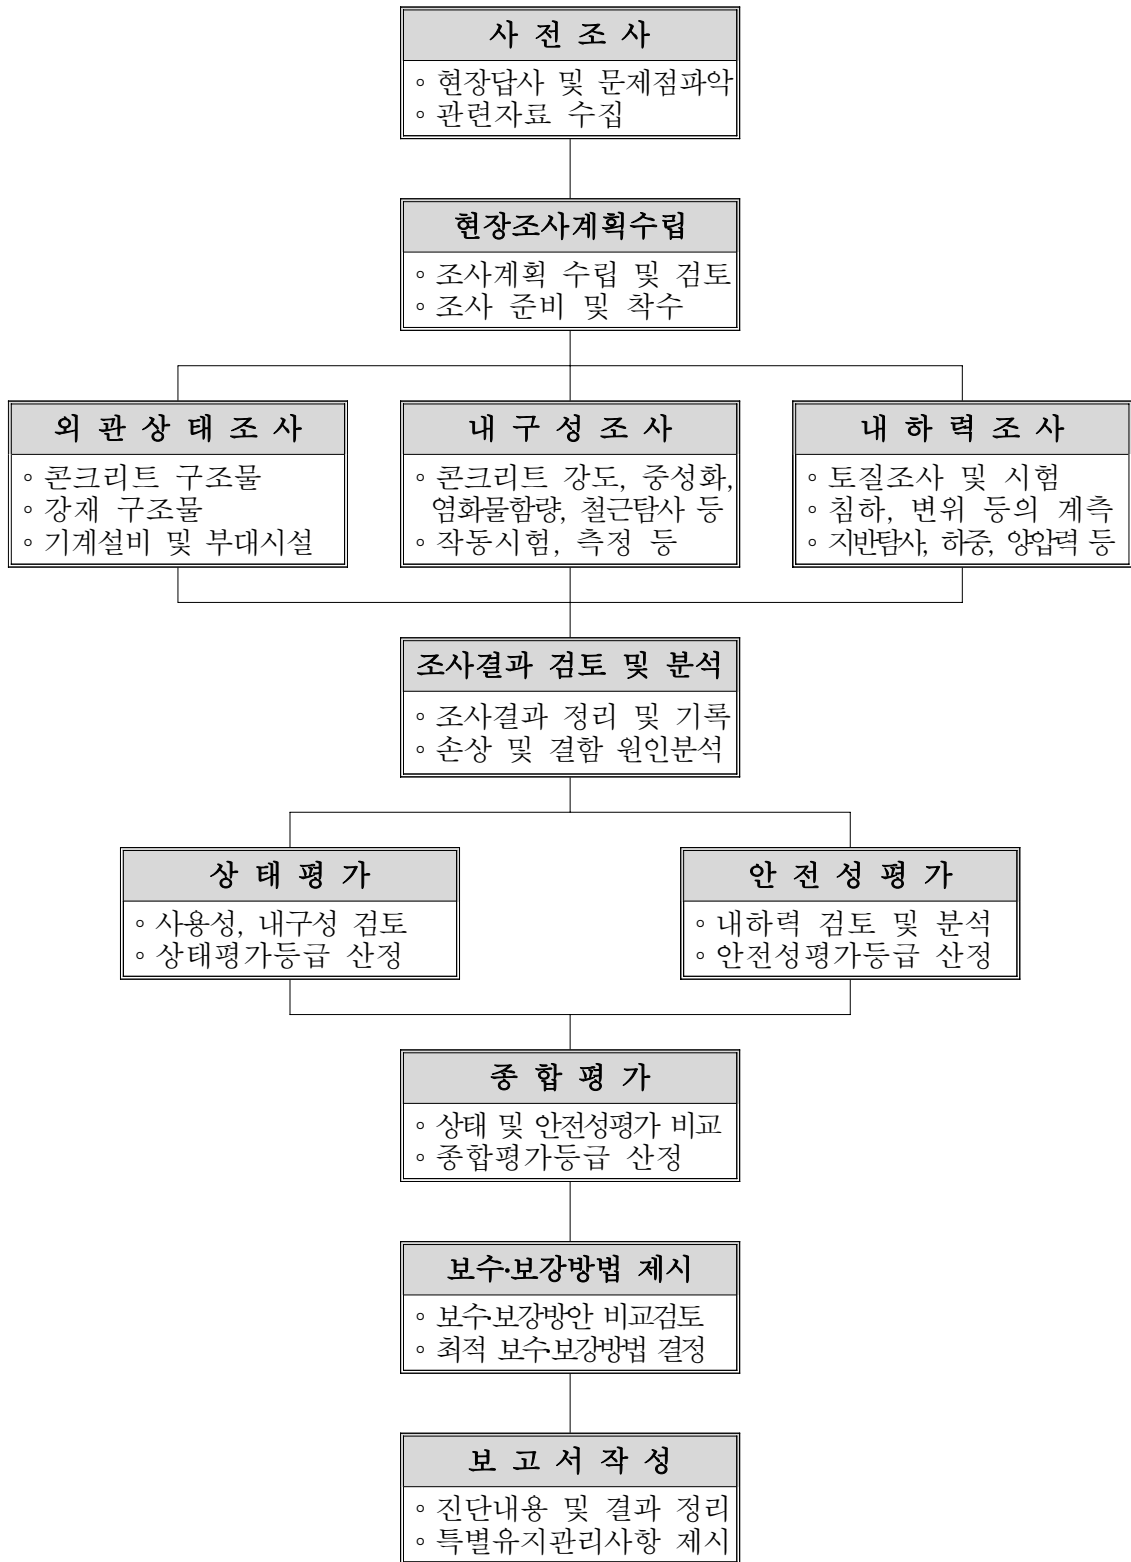 사 전 조 사
∘ 현장답사 및 문제점파악
∘ 관련자료 수집
현장조사계획수립
∘ 조사계획 수립 및 검토
∘ 조사 준비 및 착수
외 관 상 태 조 사
∘ 콘크리트 구조물
∘ 강재 구조물
∘ 기계설비 및 부대시설
내 구 성 조 사
∘ 콘크리트 강도, 중성화,
염화물함량, 철근탐사 등
∘ 작동시험, 측정 등
내 하 력 조 사
∘ 토질조사 및 시험
∘ 침하, 변위 등의 계측
∘ 지반탐사, 하중, 양압력 등
조사결과 검토 및 분석
∘ 조사결과 정리 및 기록
∘ 손상 및 결함 원인분석
상 태 평 가
∘ 사용성, 내구성 검토
∘ 상태평가등급 산정
안 전 성 평 가
∘ 내하력 검토 및 분석
∘ 안전성평가등급 산정
종 합 평 가
∘ 상태 및 안전성평가 비교
∘ 종합평가등급 산정
보수·보강방법 제시
∘ 보수·보강방안 비교검토
∘ 최적 보수·보강방법 결정
보 고 서 작 성
∘ 진단내용 및 결과 정리
∘ 특별유지관리사항 제시